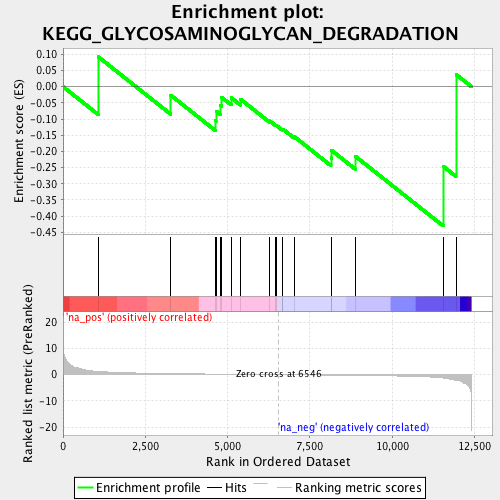 Enrichment plot:
KEGG_GLYCOSAMINOGLYCAN_DEGRADATION
Enrichment score (ES)
0.10
0.05
0.00
-0.05
-0.10
-0.15
-0.20
-0.25
-0.30
-0.35
-0.40
-0.45
'na_pos' (positively correlated)
Ranked list metric (PreRanked)
20
10
0
-10
-20
Zero cross at 6546
'na_neg' (negatively correlated)
0
2,500
5,000
7,500
10,000
12,500
Rank in Ordered Dataset
Enrichment profile
Hits
Ranking metric scores